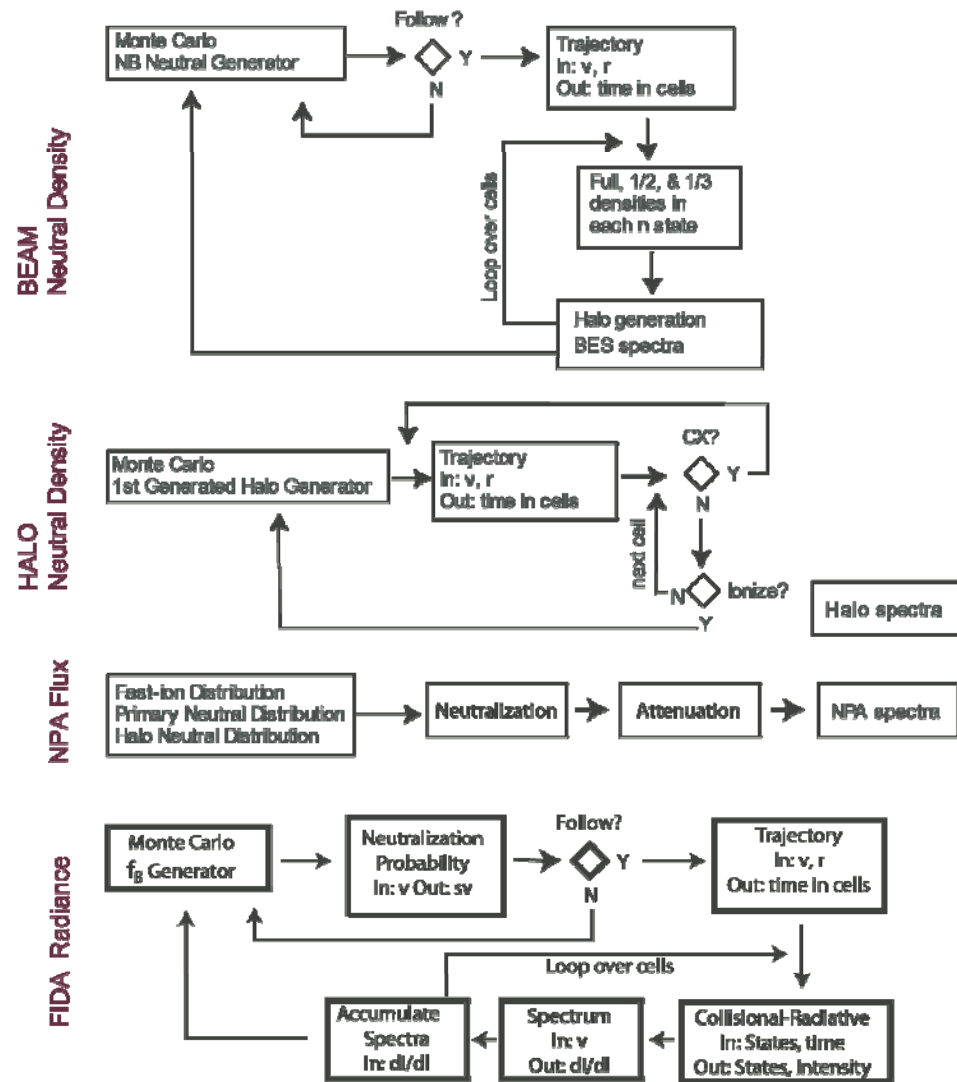 BEAM
Neutral Density
Monte Carlo
NB Neutral Generator
Follow ?
Y
N
Trajectory
In: v, r
Out: time in cells
Loop over cells
Full, 1/2, & 1/3
densities in
each n state
Halo generation
BES spectra
HALO
Neutral Density
Monte Carlo
1st Generated Halo Generator
Trajectory
In: v, r
Out: time in cells
CX?
Y
N
next cell
N
Ionize?
Y
Halo spectra
NPA Flux
Fast-ion Distribution
Primary Neutral Distribution
Halo Neutral Distribution
Neutralization
Attenuation
NPA spectra
FIDA Radiance
Monte Carlo
fB Generator
Neutralization
Probability
In: v Out: sv
Follow?
Y
N
Trajectory
In: v, r
Out: time in cells
Loop over cells
Accumulate
Spectra
In: dI/dl
Spectrum
In: v
Out: dI/dl
Collisional-Radiative
In: States, time
Out: States, Intensity